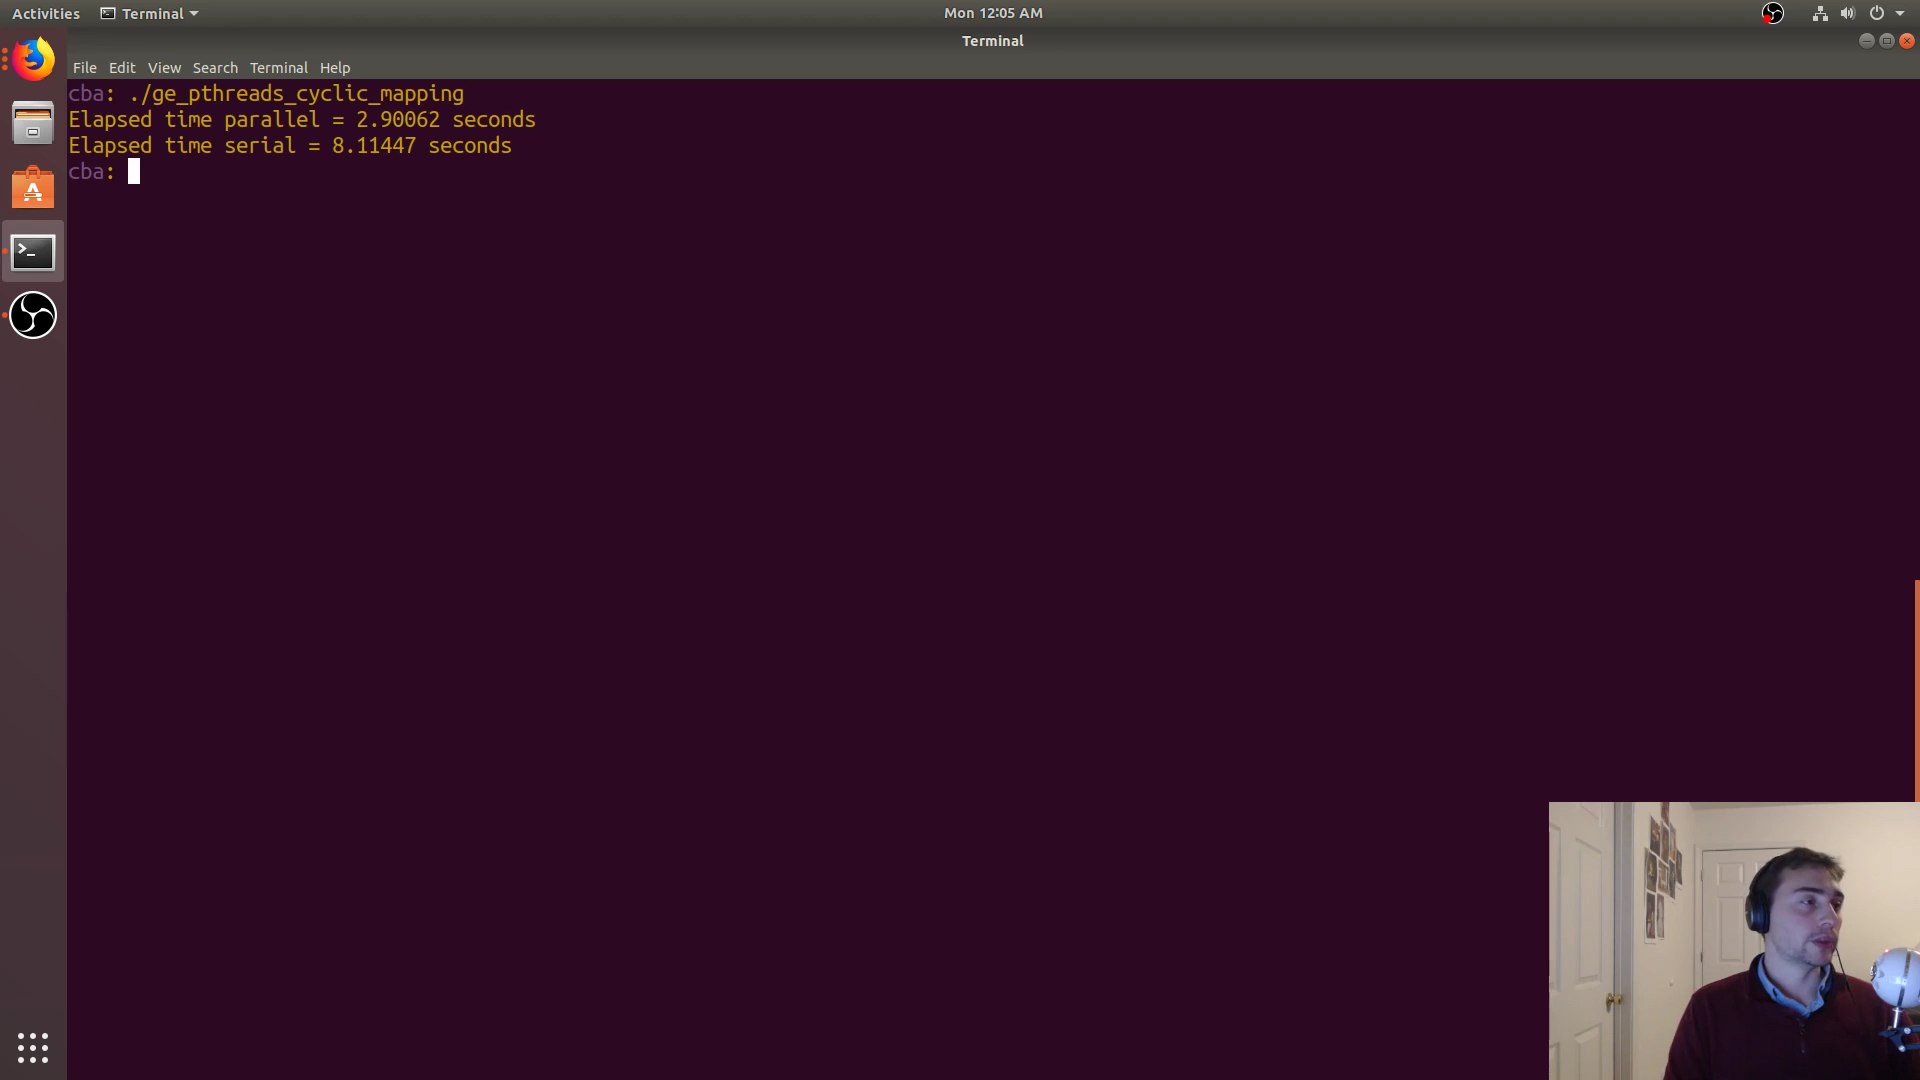 Activities Terminal Mon 12:05 AM
Terminal
File Edit View Search Terminal Help
cba: ./ge_pthreads_cyclic_mapping
Elapsed time parallel = 2.90062 seconds
Elapsed time serial = 8.11447 seconds
cba: